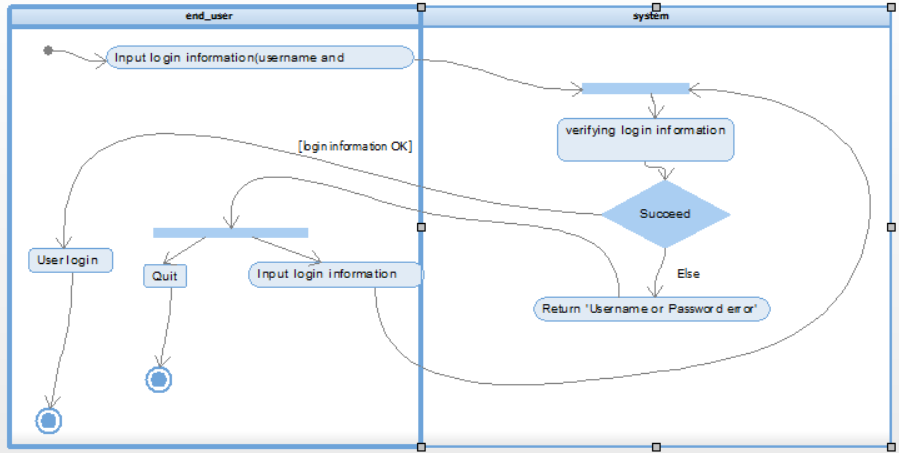 end_user
system
Input login information(username and
verifying login information
[login information OK]
Succeed
User login
Quit
Input login information
Else
Return 'Username or Password error'